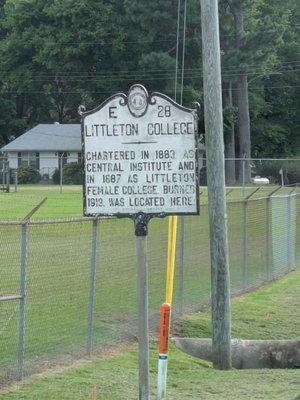 E 28
LITTLETON COLLEGE
CHARTERED IN 1883 AS
CENTRAL INSTITUTE AND
IN 1887 AS LITTLETON
FEMALE COLLEGE. BURNED
1919. WAS LOCATED HERE.